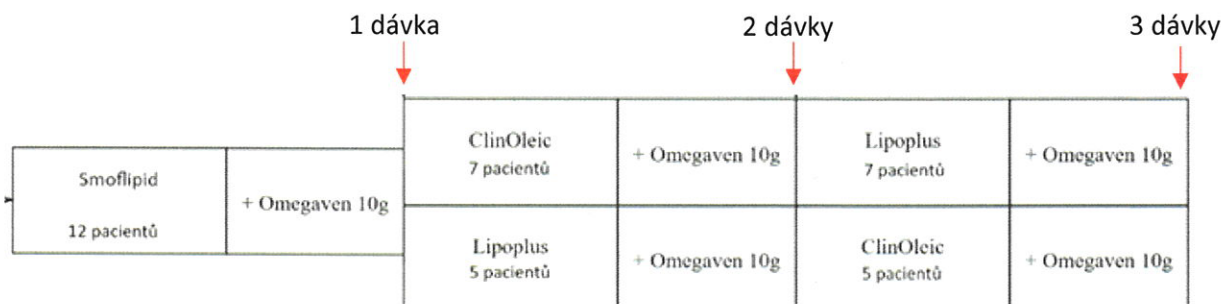 1 dávka
2 dávky
3 dávky
Smoflipid
12 pacientů
+ Omegaven 10g
ClinOleic
7 pacientů
+ Omegaven 10g
Lipoplus
7 pacientů
+ Omegaven 10g
Lipoplus
5 pacientů
+ Omegaven 10g
ClinOleic
5 pacientů
+ Omegaven 10g